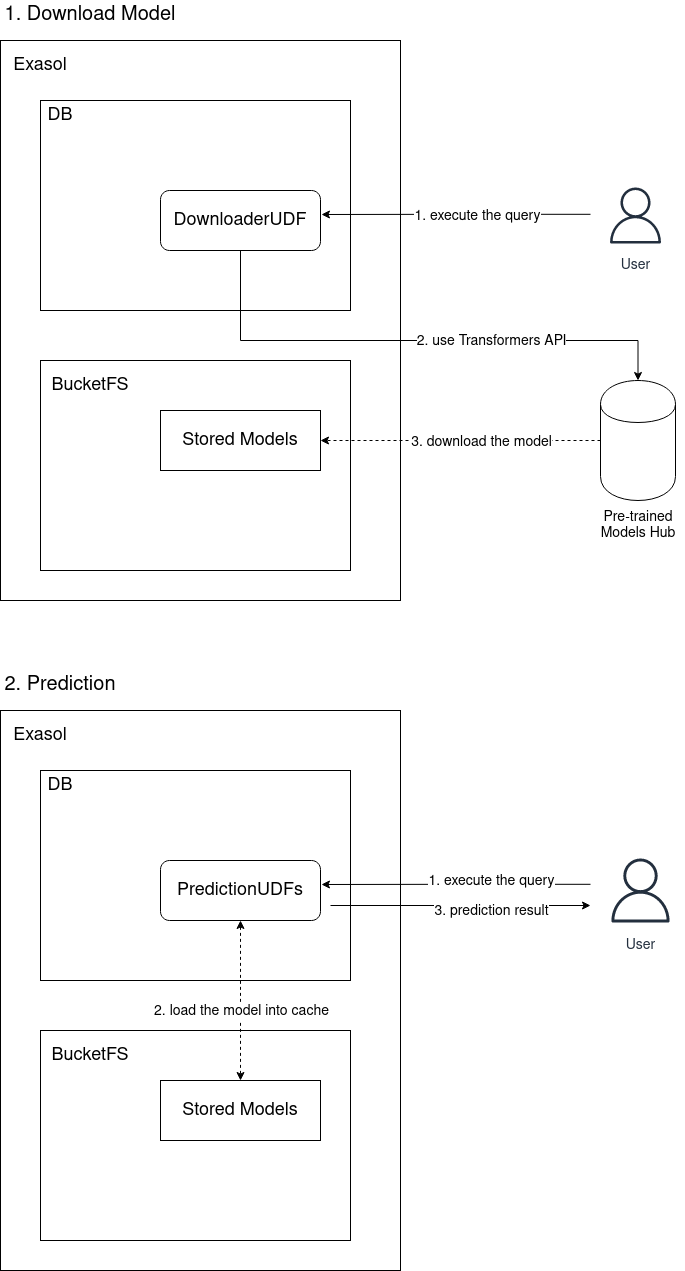 1. Download Model
Exasol
DB
DownloaderUDF
1. execute the query
User
2. use Transformers API
BucketFS
Stored Models
3. download the model
Pre-trained
Models Hub
2. Prediction
Exasol
DB
PredictionUDFs
1. execute the query
3. prediction result
User
2. load the model into cache
BucketFS
Stored Models